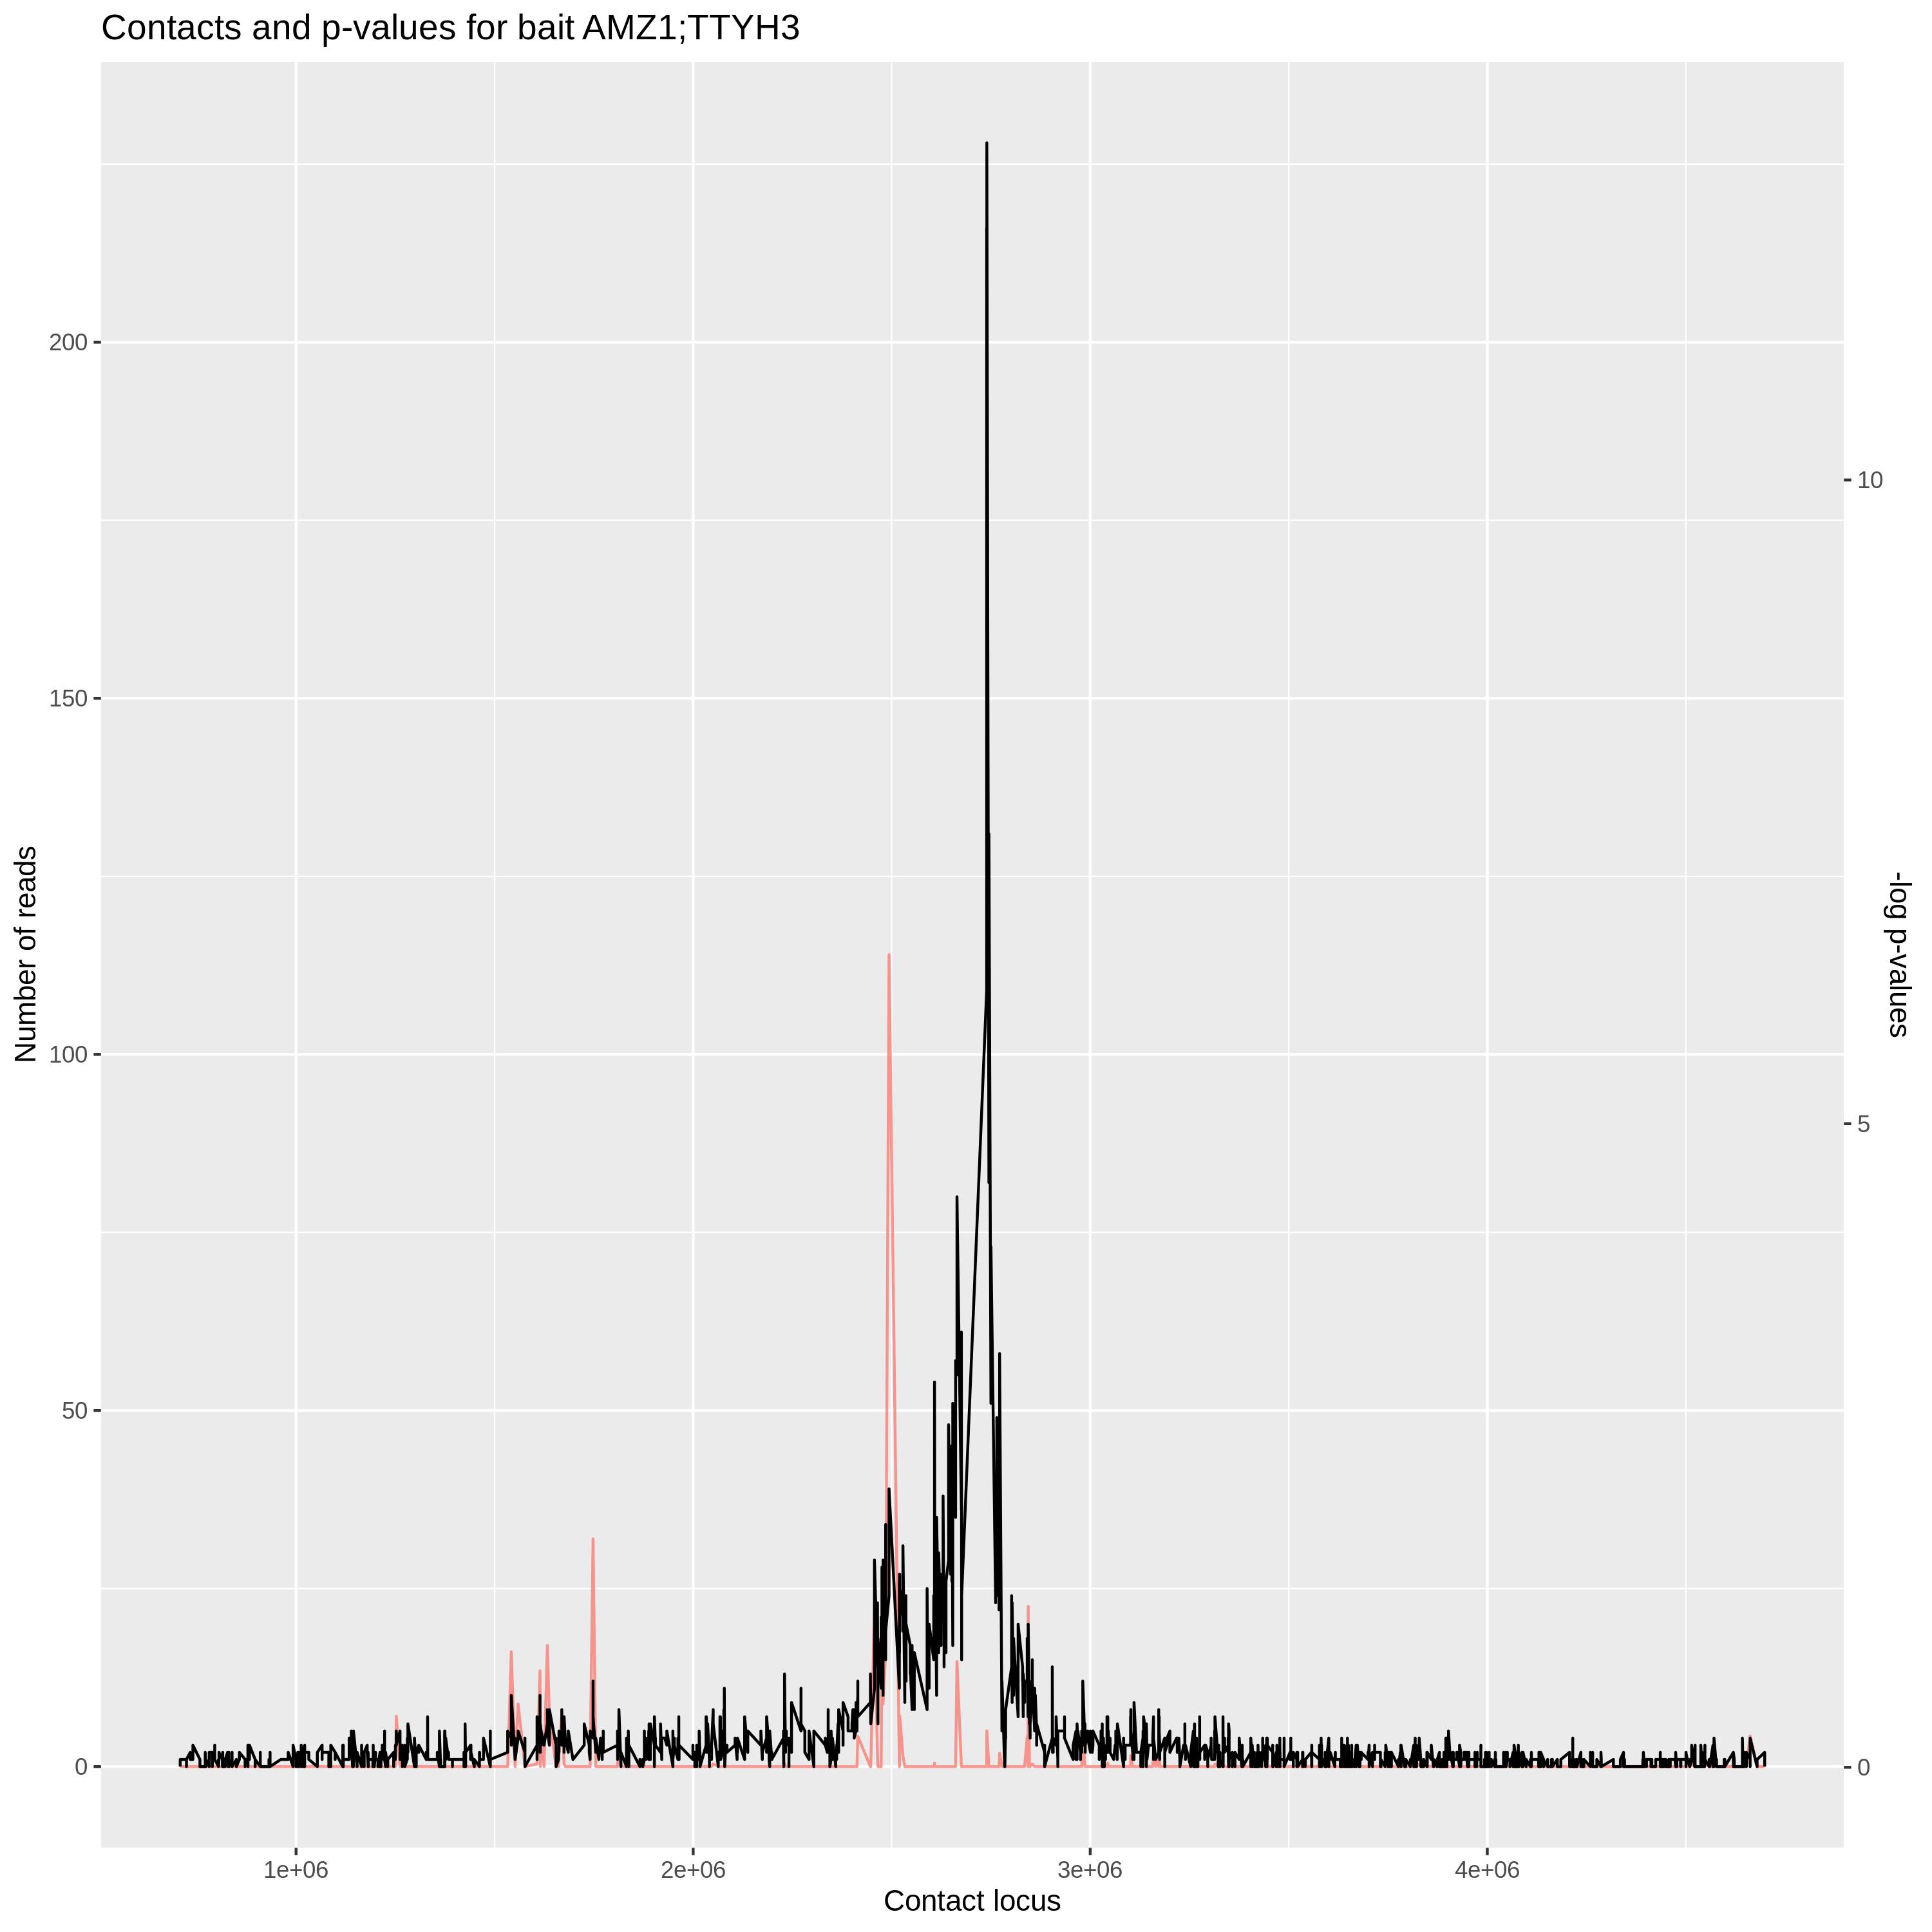 Contacts and p-values for bait AMZ1;TTYH3
Number of reads
200
150
100
50
0
10
5
0
-log p-values
1e+06
2e+06
3e+06
4e+06
Contact locus